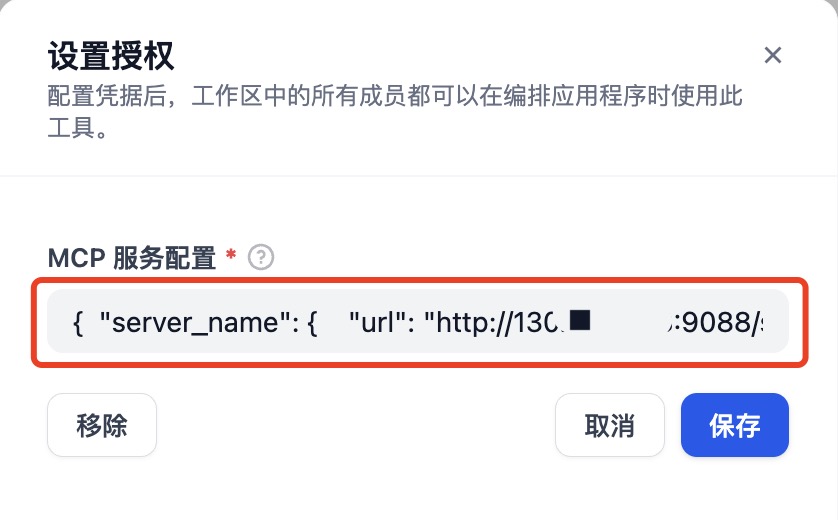 设置授权
配置凭据后，工作区中的所有成员都可以在编排应用程序时使用此
工具。
MCP 服务配置 * ?
{ "server_name": { "url": "http://130 :9088/
移除
取消
保存